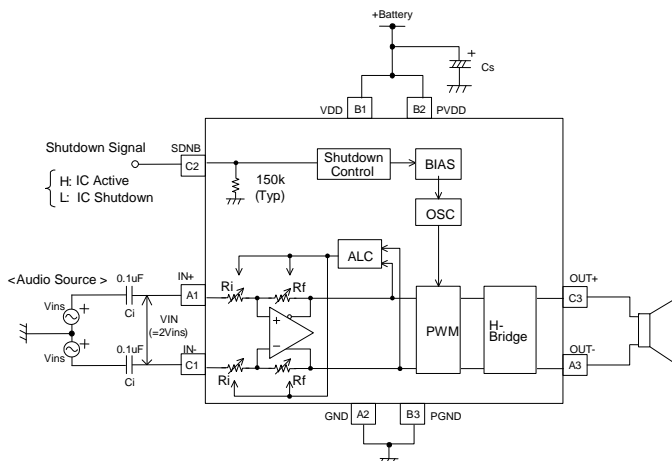 +Battery
+
Cs
VDD
B1
B2
PVDD
Shutdown Signal
SDNB
C2
H: IC Active
L: IC Shutdown
150k
(Typ)
Shutdown
Control
BIAS
OSC
ALC
<Audio Source>
0.1uF
IN+
A1
Ri
Rf
OUT+
C3
Vins
+
Ci
VIN
(=2Vins)
+
−
PWM
H-
Bridge
Vins
+
0.1uF
IN-
C1
Ci
Ri
Rf
OUT-
A3
GND
A2
B3
PGND